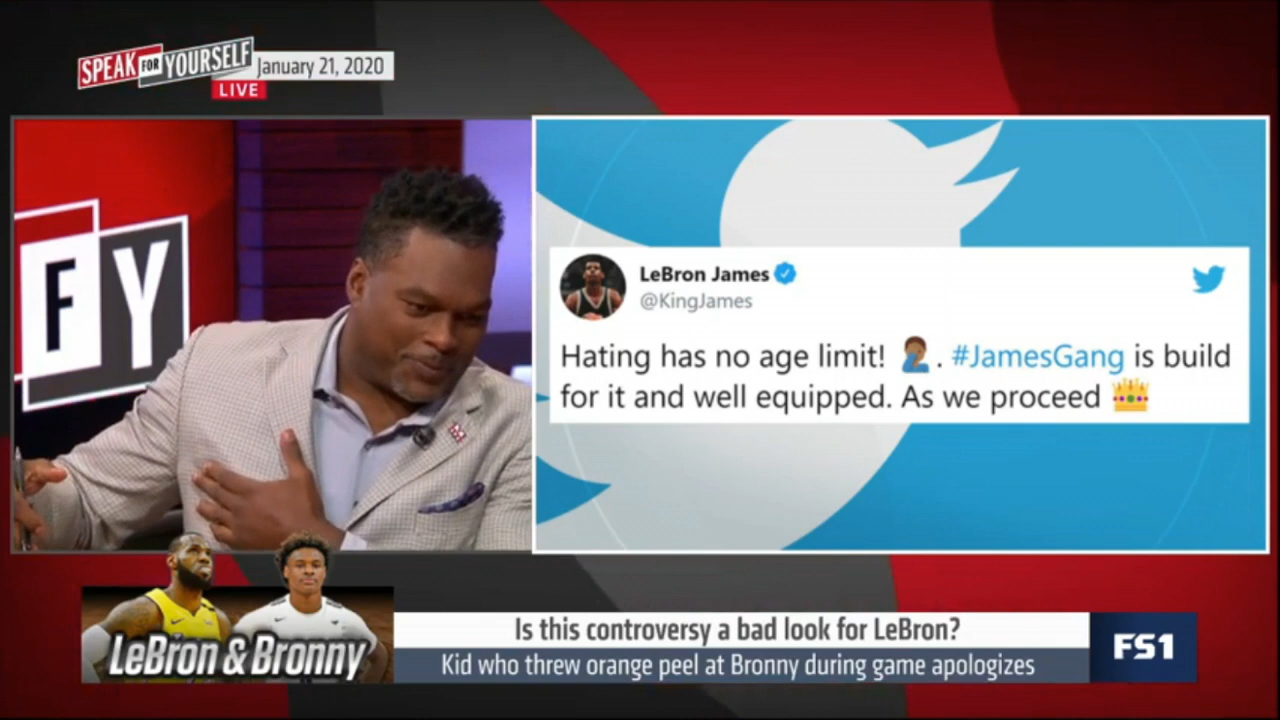 SPEAK FOR YOURSELF
January 21, 2020
LIVE
F Y
LeBron James
@KingJames
Hating has no age limit! 🤦🏾‍♂️. #JamesGang is build
for it and well equipped. As we proceed 👑
LeBron & Bronny
Is this controversy a bad look for LeBron?
Kid who threw orange peel at Bronny during game apologizes
FS1